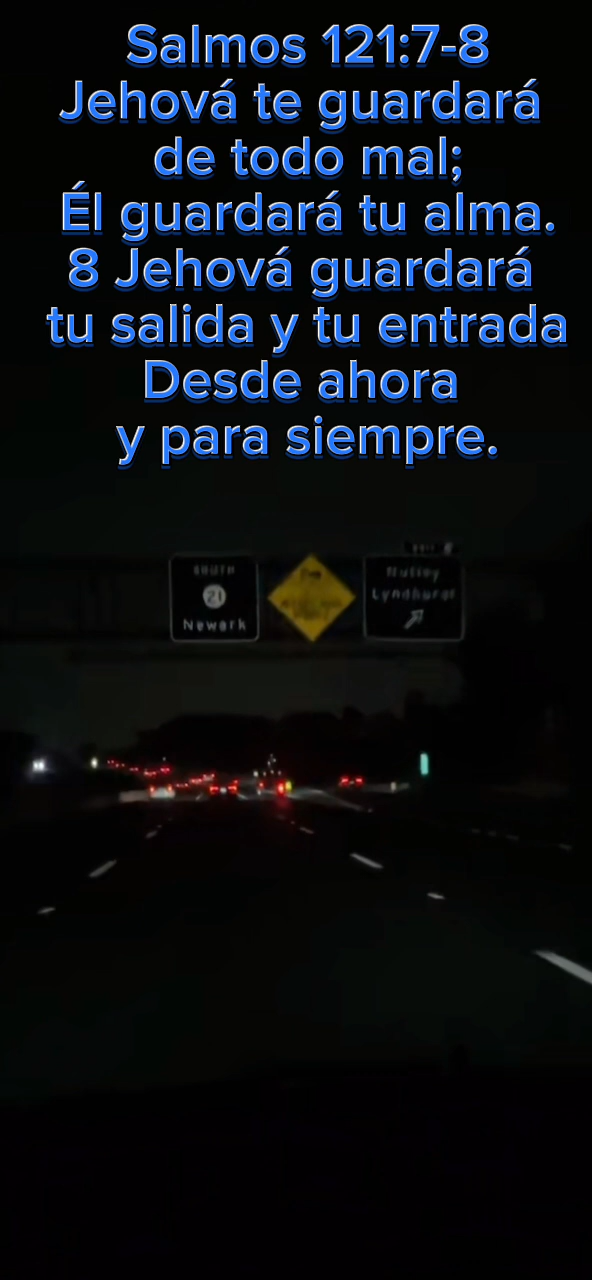 Salmos 121:7-8
Jehová te guardará
de todo mal;
Él guardará tu alma.
8 Jehová guardará
tu salida y tu entrada
Desde ahora
y para siempre.
SOUTH
21
Newark
Nutley
Lyndhurst